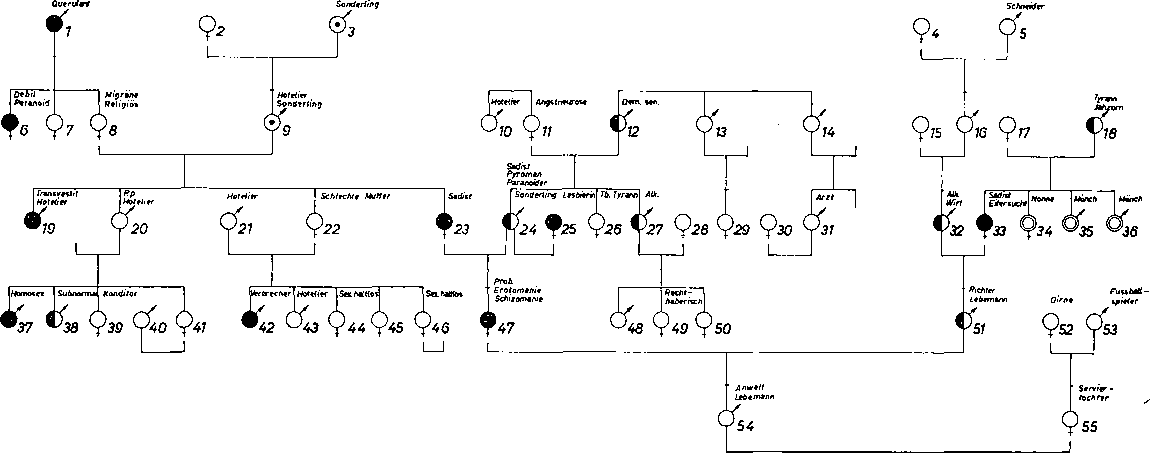 Querulant
1
2
Sonderling
3
4
Schneider
5
Debil
Paranoid
6
7
Migräne
Religiös
8
Hotelier
Sonderling
9
Hotelier
10
Angstneurose
11
Dem. sen.
12
13
14
15
16
17
Tyrann
Jähzorn
18
Transvestit
Hotelier
19
P.p.
Hotelier
20
Hotelier
21
Schlechte Mutter
22
Sadist
23
Sadist
Pyroman
Paranoider
Sonderling
24
Lesbierin
25
Tb. Tyrann
26
Alk.
27
28
29
30
Arzt
31
Alk.
Wirt
32
Sadist
Eifersucht
33
Nonne
34
Mönch
35
Mönch
36
Homosex.
37
Subnormal
38
Konditor
39
40
41
Verbrecher
42
Hotelier
43
Sex. haltlos
44
45
Sex. haltlos
46
Prob.
Erotomanie
Schizomanie
47
48
Recht-
haberisch
49
50
Richter
Lebemann
51
Dirne
52
Fussball-
spieler
53
Anwalt
Lebemann
54
Servier-
tochter
55